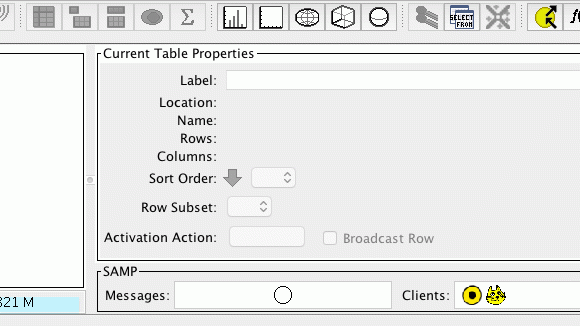 Σ
SELECT
FROM
Current Table Properties
Label:
Location:
Name:
Rows:
Columns:
Sort Order:
Row Subset:
Activation Action:
Broadcast Row
SAMP
Messages:
Clients:
321 M